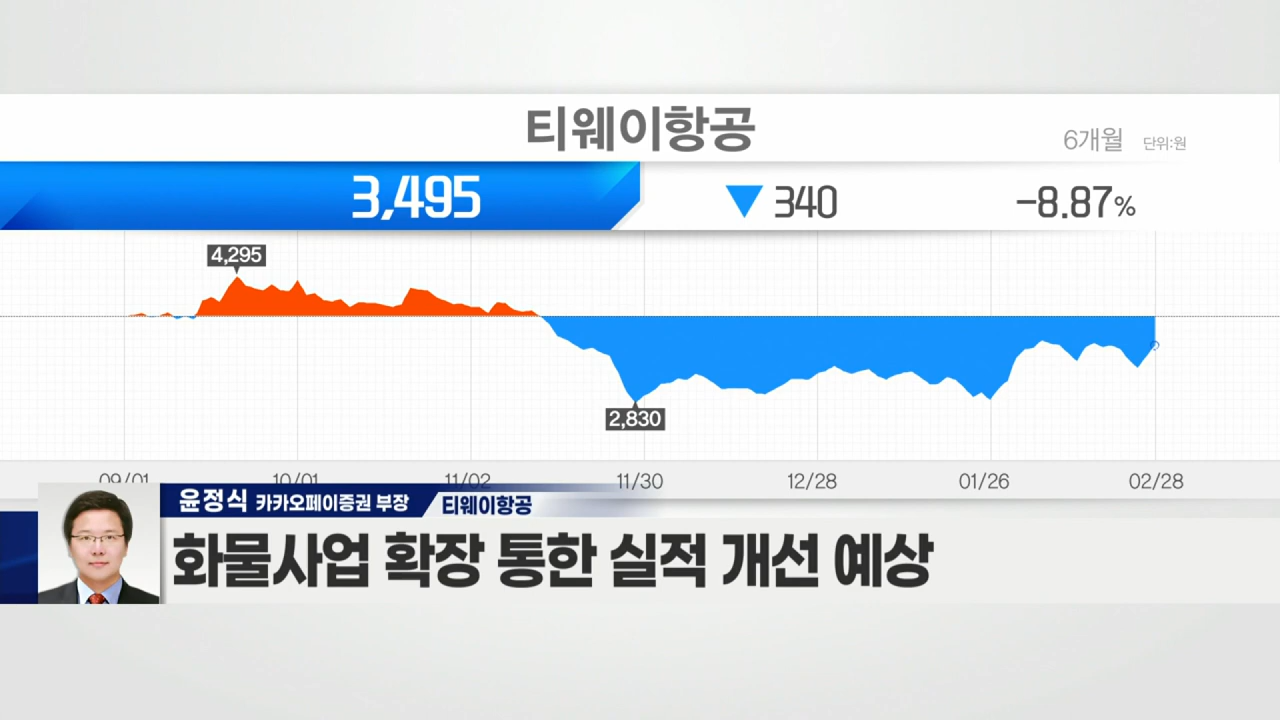 티웨이항공
6개월 단위:원
3,495 ▼ 340 -8.87%
4,295
2,830
09/01 10/01 11/02 11/30 12/28 01/26 02/28
윤정식 카카오페이증권 부장 티웨이항공
화물사업 확장 통한 실적 개선 예상